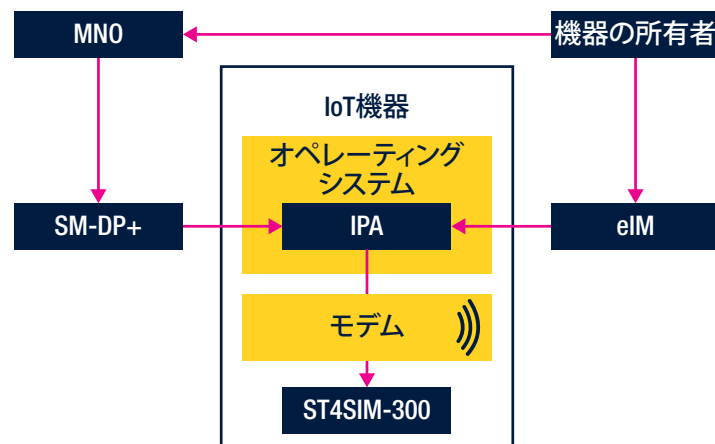 MNO
機器の所有者
IoT機器
オペレーティング
システム
SM-DP+
IPA
eIM
モデム
ST4SIM-300